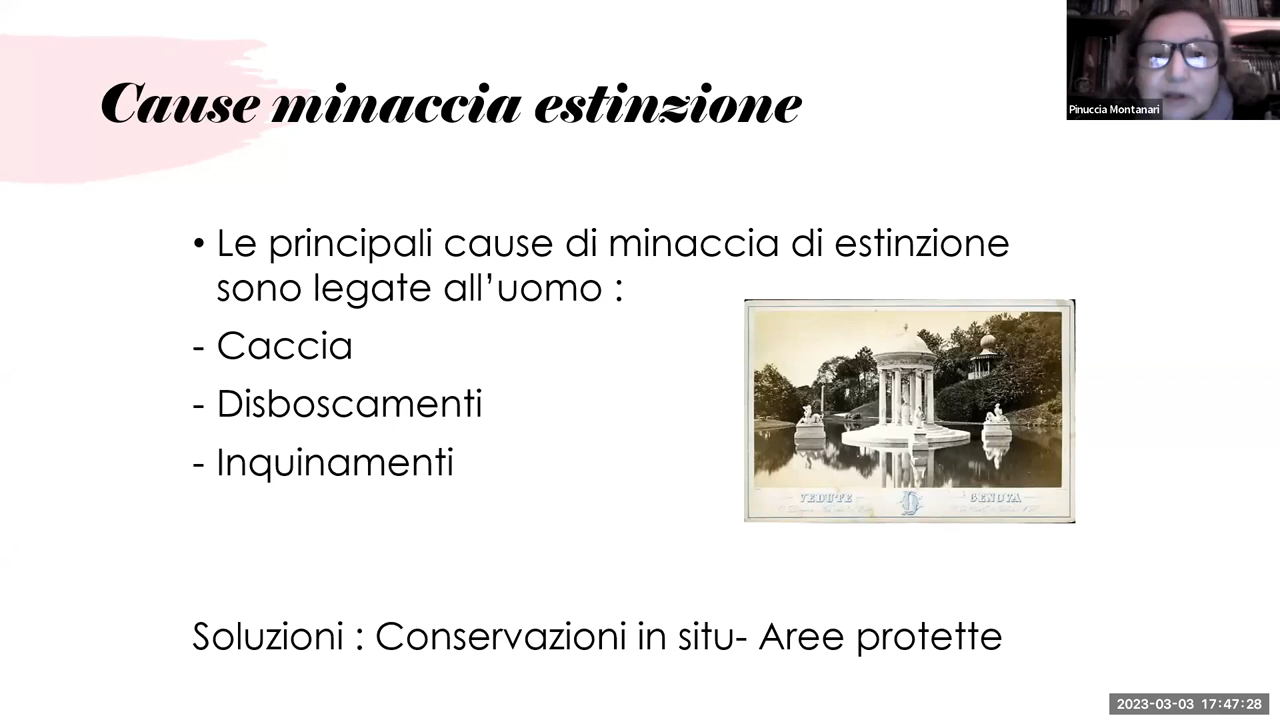 Cause minaccia estinzione
Pinuccia Montanari
• Le principali cause di minaccia di estinzione
sono legate all’uomo :
- Caccia
- Disboscamenti
- Inquinamenti
VEDUTE D GENOVA
Soluzioni : Conservazioni in situ- Aree protette
2023-03-03 17:47:28